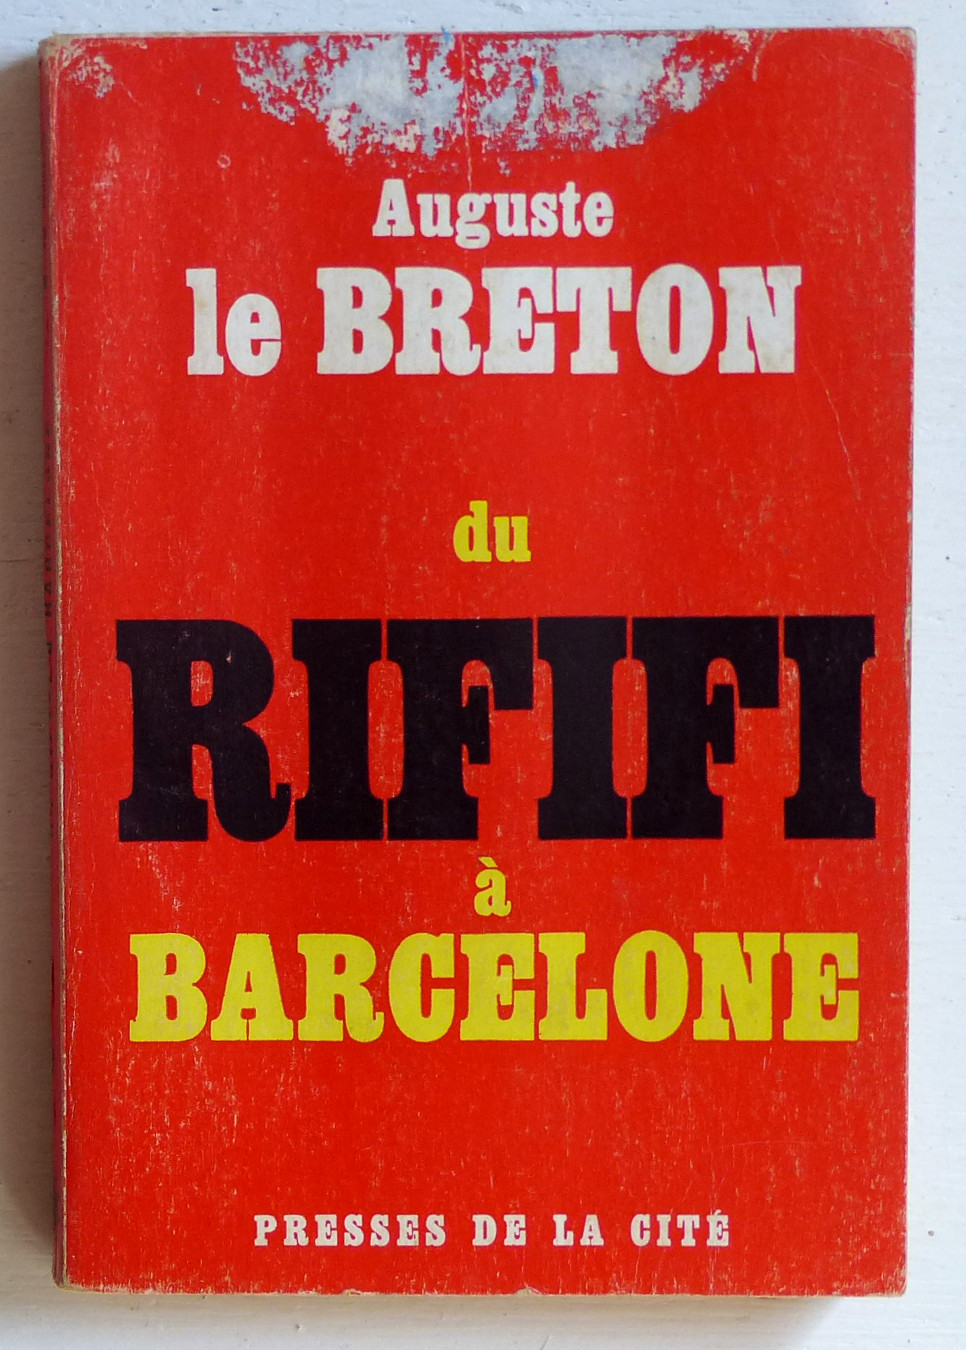 Auguste
le BRETON
du
RIFIFI
à
BARCELONE
PRESSES DE LA CITÉ